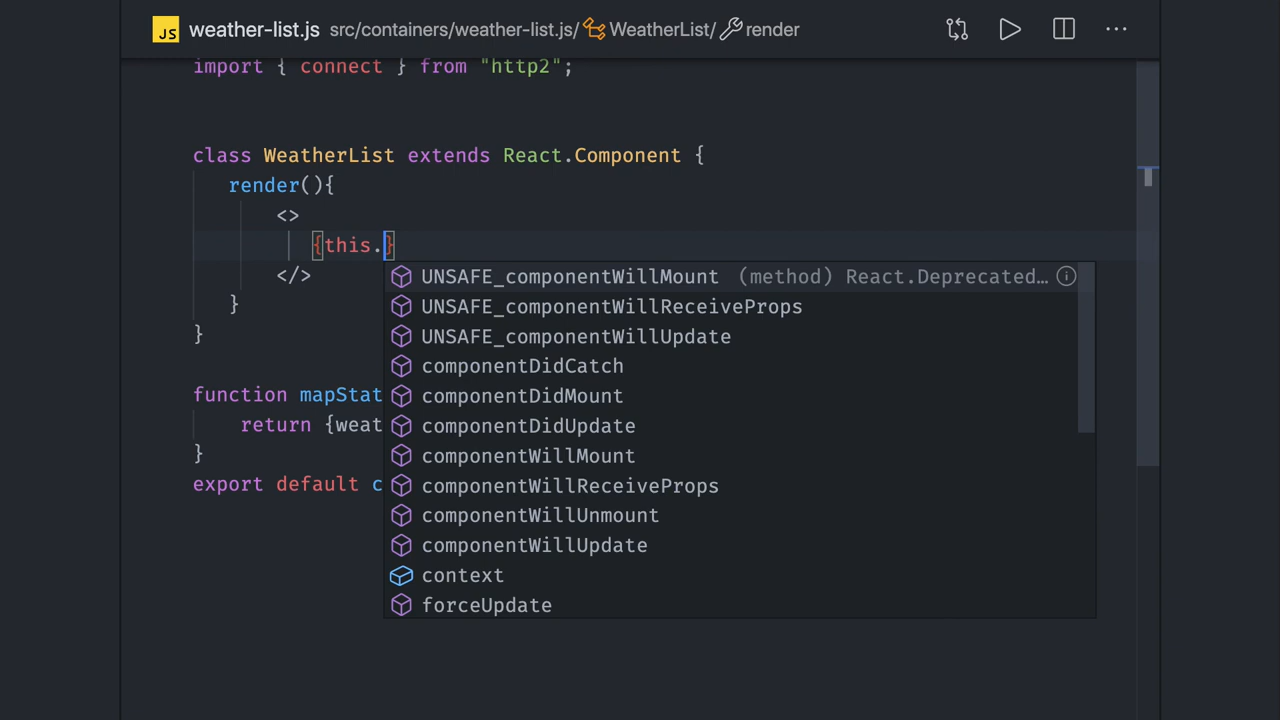 JS weather-list.js src/containers/weather-list.js/ WeatherList/ render
import { connect } from "http2";
class WeatherList extends React.Component {
render(){
<>
{this.}
</>
UNSAFE_componentWillMount (method) React.Deprecated…
UNSAFE_componentWillReceiveProps
UNSAFE_componentWillUpdate
componentDidCatch
componentDidMount
componentDidUpdate
componentWillMount
componentWillReceiveProps
componentWillUnmount
componentWillUpdate
context
forceUpdate
}
}
function mapStat
return {weat
}
export default c